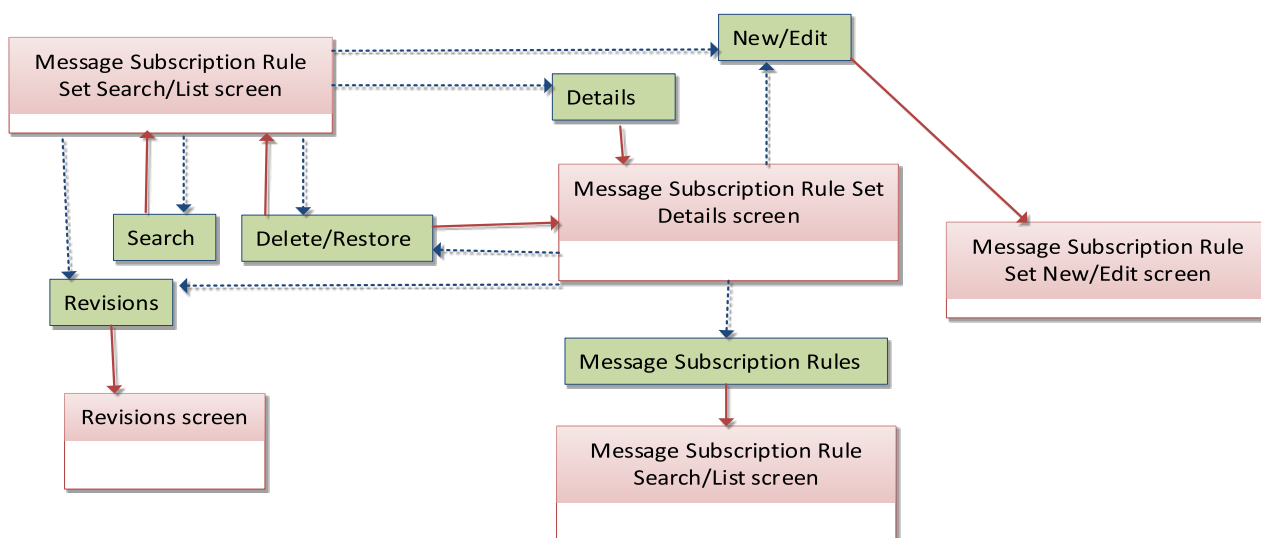 New/Edit
Message Subscription Rule
Set Search/List screen
Details
Message Subscription Rule Set
Details screen
Search
Delete/Restore
Message Subscription Rule
Set New/Edit screen
Revisions
Message Subscription Rules
Revisions screen
Message Subscription Rule
Search/List screen